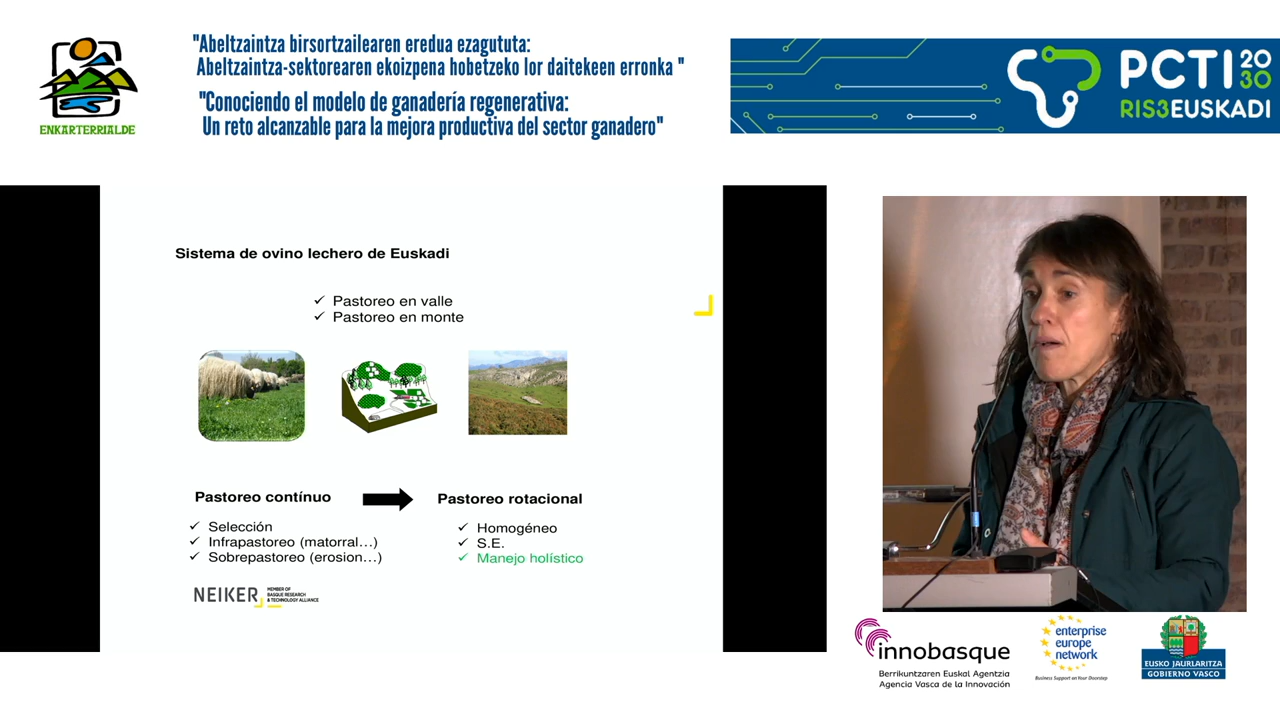 "Abeltzaintza birsortzailearen eredua ezagututa:
Abeltzaintza-sektorearen ekoizpena hobetzeko lor daitekeen erronka "
"Conociendo el modelo de ganadería regenerativa:
Un reto alcanzable para la mejora productiva del sector ganadero"
ENKARTERRIALDE
PCTI 2030
RIS3EUSKADI
Sistema de ovino lechero de Euskadi
✓ Pastoreo en valle
✓ Pastoreo en monte
Pastoreo contínuo
✓ Selección
✓ Infrapastoreo (matorral…)
✓ Sobrepastoreo (erosion…)
Pastoreo rotacional
✓ Homogéneo
✓ S.E.
✓ Manejo holístico
NEIKER
MEMBER OF
BASQUE RESEARCH
& TECHNOLOGY ALLIANCE
innobasque
Berrikuntzaren Euskal Agentzia
Agencia Vasca de la Innovación
enterprise
europe
network
Business Support on Your Doorstep
EUSKO JAURLARITZA
GOBIERNO VASCO